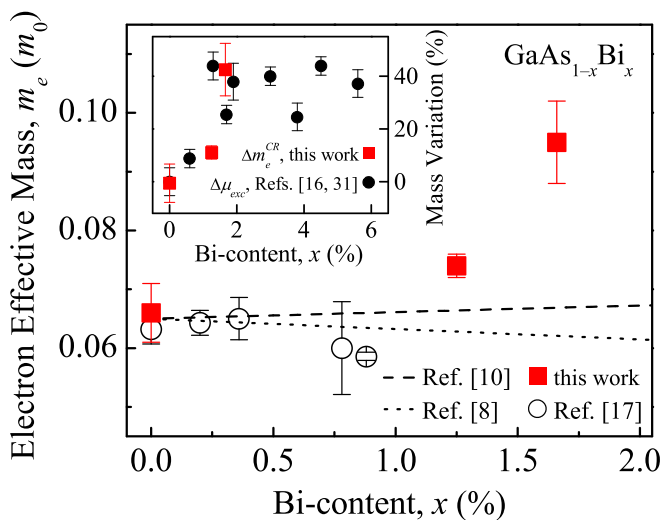 GaAs1−xBix
40
20
0
Mass Variation (%)
ΔmeCR, this work
Δμexc, Refs. [16, 31]
0 2 4 6
Bi-content, x (%)
Electron Effective Mass, me (m0)
0.10
0.08
0.06
Ref. [10] this work
Ref. [8] Ref. [17]
0.0 0.5 1.0 1.5 2.0
Bi-content, x (%)